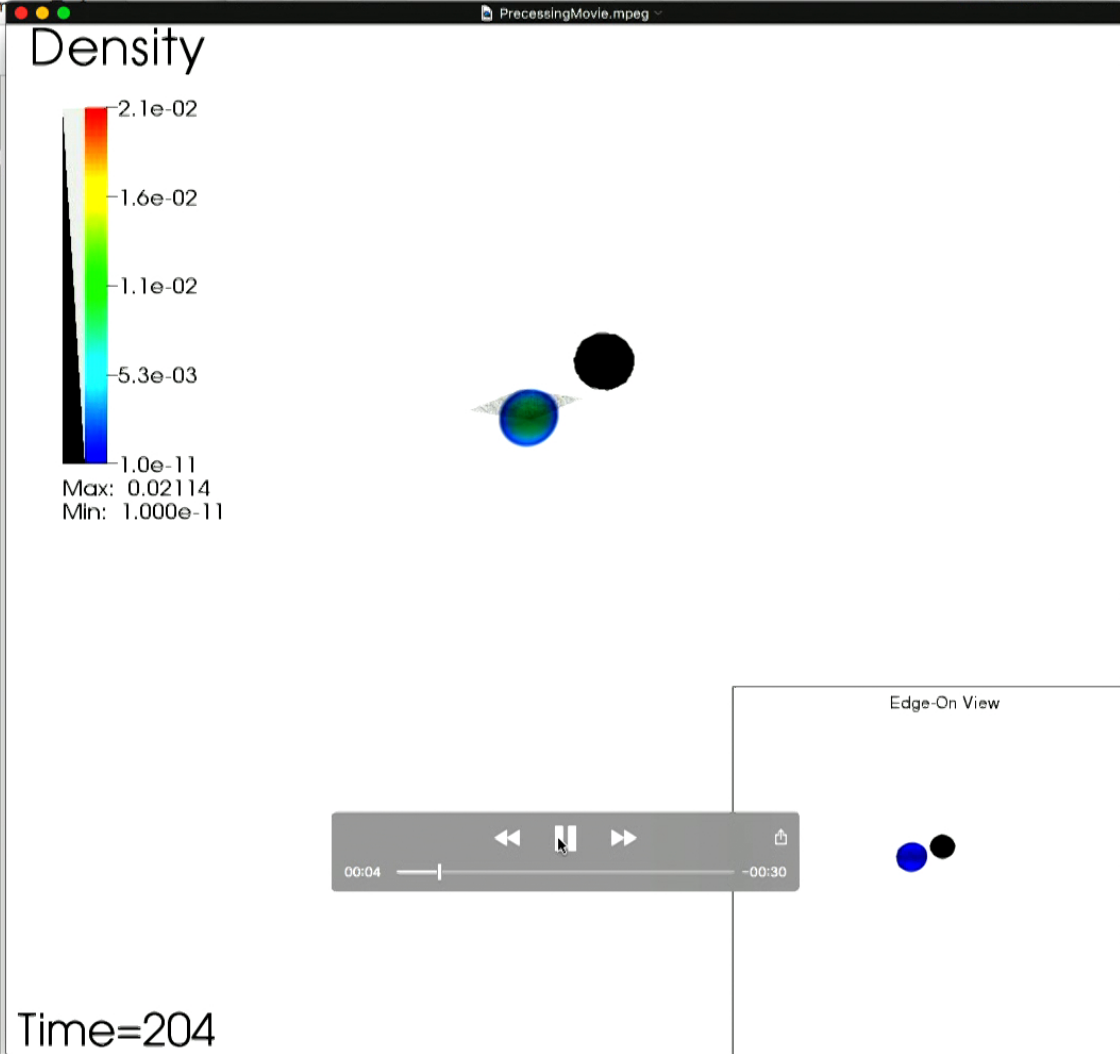 PrecessingMovie.mpeg
Density
2.1e-02
1.6e-02
1.1e-02
5.3e-03
1.0e-11
Max: 0.02114
Min: 1.000e-11
Edge-On View
00:04
-00:30
Time=204